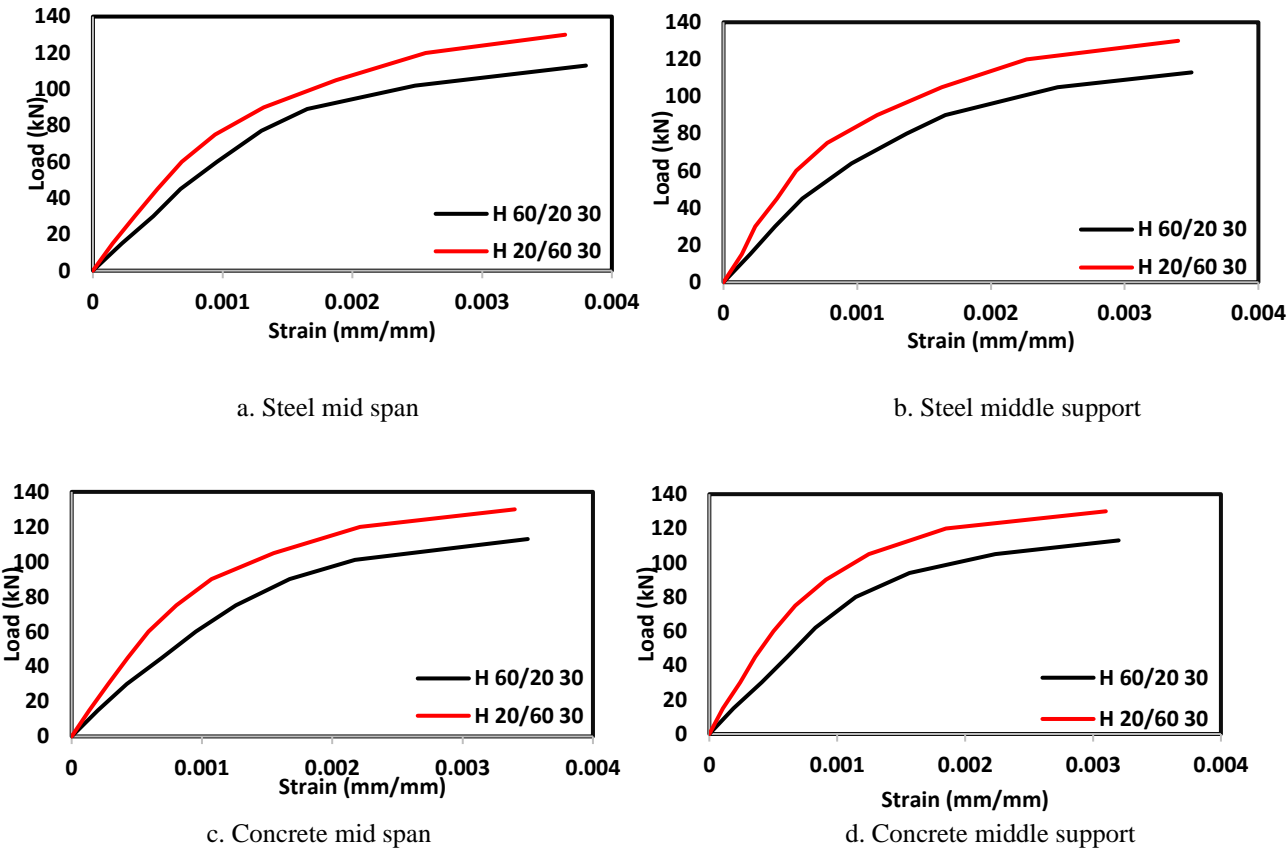 140
120
100
80
60
40
20
0
Load (kN)
H 60/20 30
H 20/60 30
0 0.001 0.002 0.003 0.004
Strain (mm/mm)
a. Steel mid span
140
120
100
80
60
40
20
0
Load (kN)
H 60/20 30
H 20/60 30
0 0.001 0.002 0.003 0.004
Strain (mm/mm)
b. Steel middle support
140
120
100
80
60
40
20
0
Load (kN)
H 60/20 30
H 20/60 30
0 0.001 0.002 0.003 0.004
Strain (mm/mm)
c. Concrete mid span
140
120
100
80
60
40
20
0
Load (kN)
H 60/20 30
H 20/60 30
0 0.001 0.002 0.003 0.004
Strain (mm/mm)
d. Concrete middle support